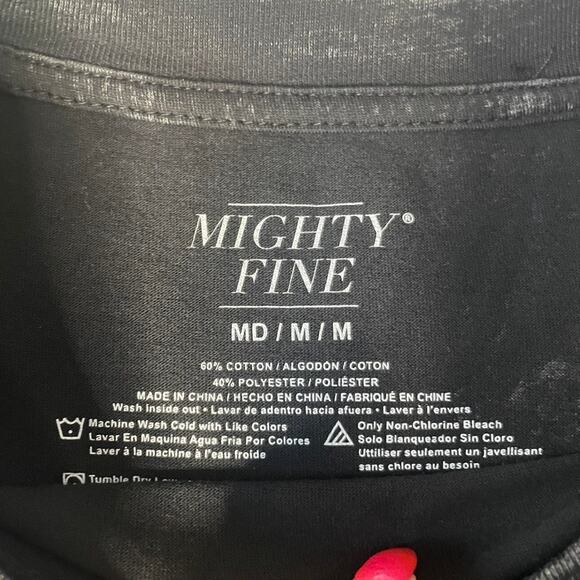 MIGHTY®
FINE
MD / M / M
60% COTTON / ALGODÓN / COTON
40% POLYESTER / POLIÉSTER
MADE IN CHINA / HECHO EN CHINA / FABRIQUÉ EN CHINE
Wash inside out • Lavar de adentro hacia afuera • Laver à l'envers
Machine Wash Cold with Like Colors
Lavar En Maquina Agua Fria Por Colores
Laver à la machine à l'eau froide
Only Non-Chlorine Bleach
Solo Blanqueador Sin Cloro
Utiliser seulement un javellisant
sans chlore au besoin
Tumble Dry